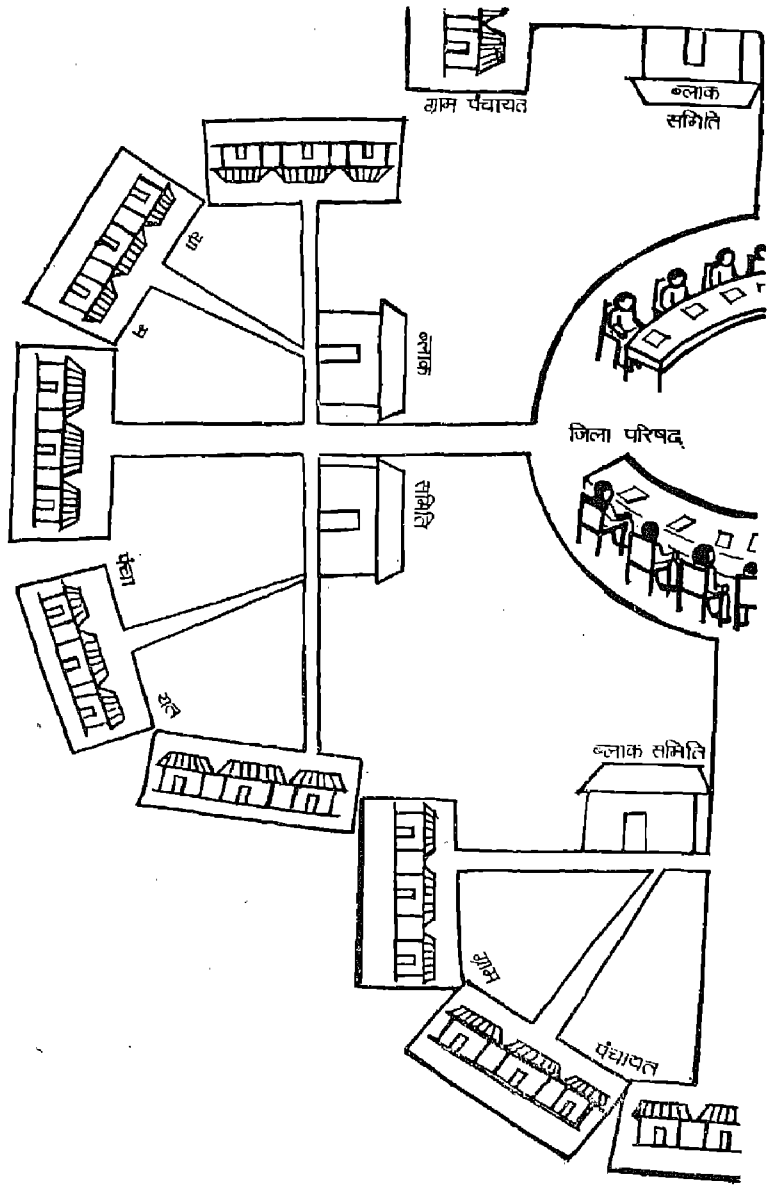 ग्राम पंचायत
ब्लाक
समिति
ग्रा
म
ब्लाक
जिला परिषद्
समिति
पंचा
यत
ब्लाक समिति
ग्राम
पंचायत